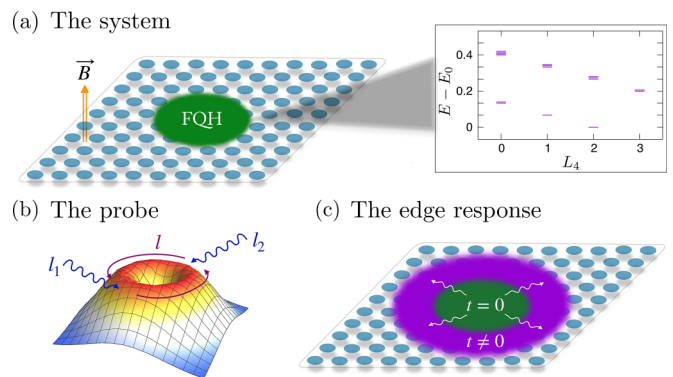 (a) The system
B
FQH
E − E₀
0.4
0.2
0
0 1 2 3
L₄
(b) The probe
l
l₁
l₂
(c) The edge response
t = 0
t ≠ 0